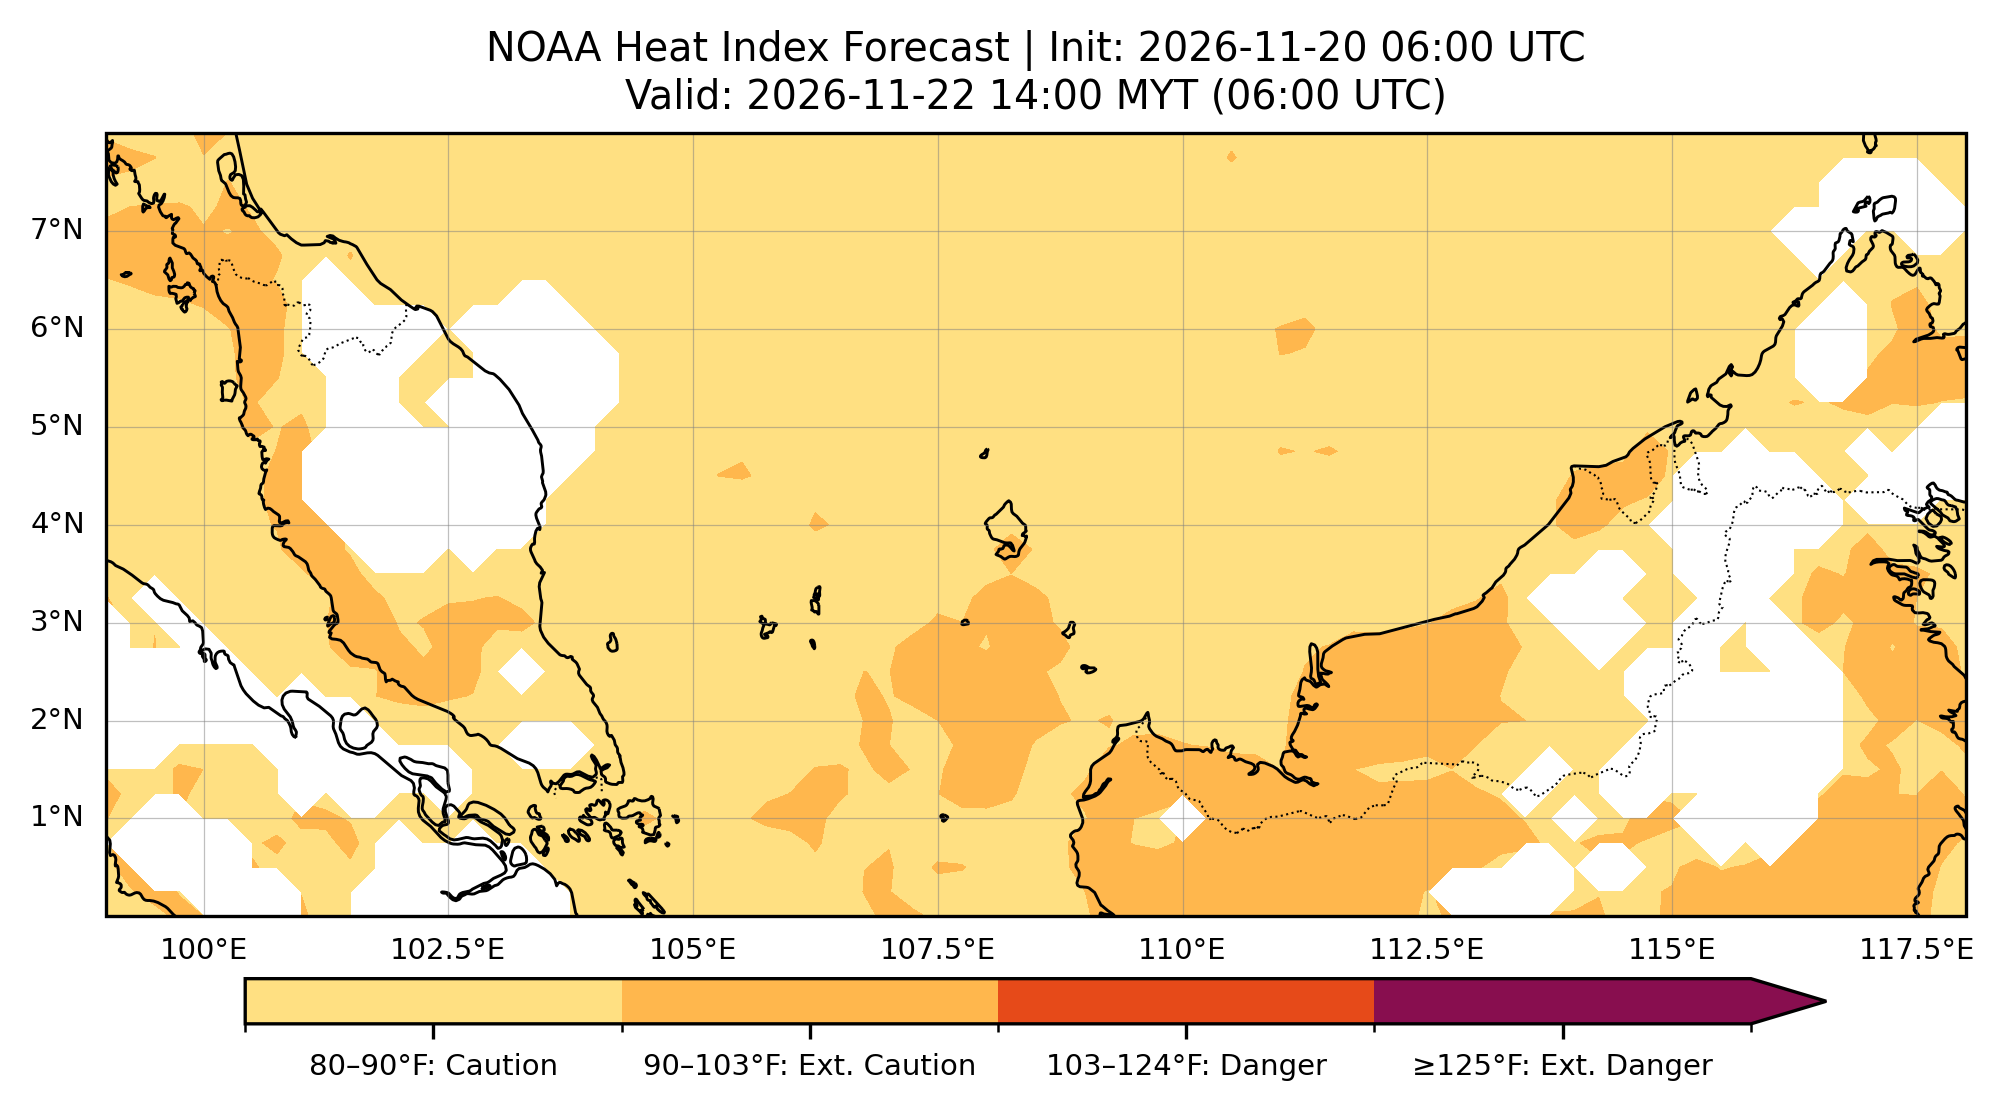 NOAA Heat Index Forecast | Init: 2026-11-20 06:00 UTC
Valid: 2026-11-22 14:00 MYT (06:00 UTC)
7°N
6°N
5°N
4°N
3°N
2°N
1°N
100°E
102.5°E
105°E
107.5°E
110°E
112.5°E
115°E
117.5°E
80–90°F: Caution
90–103°F: Ext. Caution
103–124°F: Danger
≥125°F: Ext. Danger